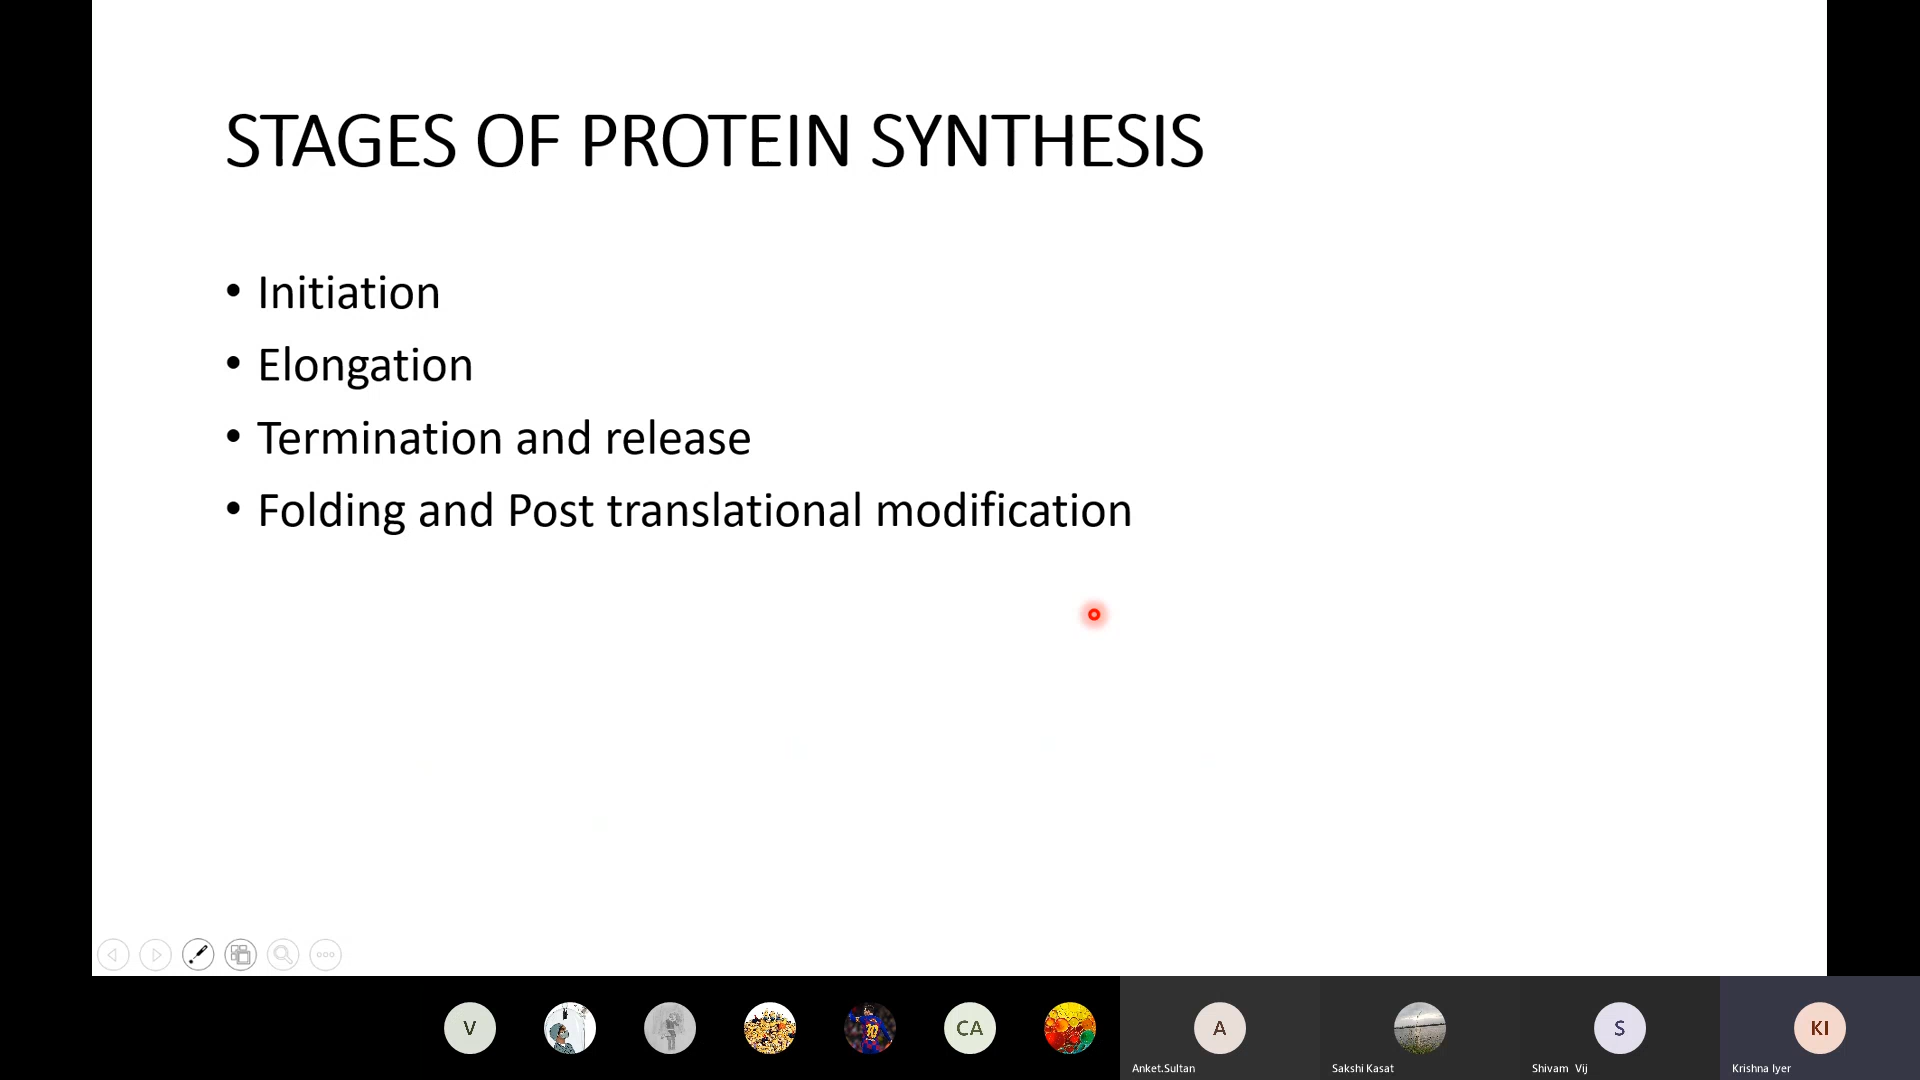 STAGES OF PROTEIN SYNTHESIS
• Initiation
• Elongation
• Termination and release
• Folding and Post translational modification
V
10
CA
A
S
KI
Anket.Sultan
Sakshi Kasat
Shivam Vij
Krishna Iyer